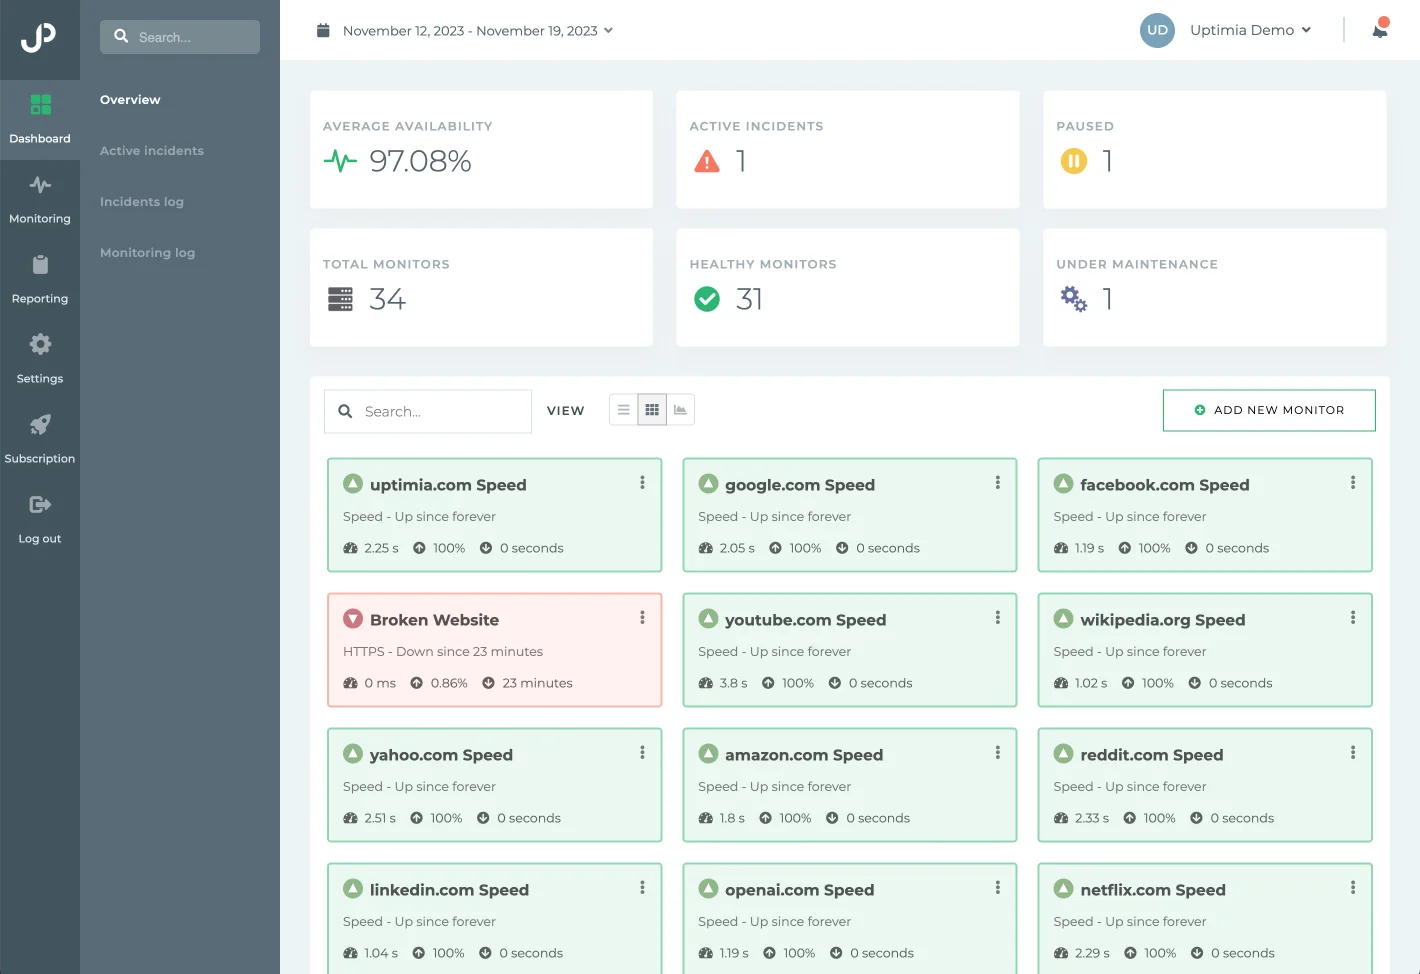 Search...
Overview
Active incidents
Incidents log
Monitoring log
Dashboard
Monitoring
Reporting
Settings
Subscription
Log out
November 12, 2023 - November 19, 2023
UD
Uptimia Demo
AVERAGE AVAILABILITY
97.08%
ACTIVE INCIDENTS
1
PAUSED
1
TOTAL MONITORS
34
HEALTHY MONITORS
31
UNDER MAINTENANCE
1
Search...
VIEW
ADD NEW MONITOR
uptimia.com Speed
Speed - Up since forever
2.25 s 100% 0 seconds
google.com Speed
Speed - Up since forever
2.05 s 100% 0 seconds
facebook.com Speed
Speed - Up since forever
1.19 s 100% 0 seconds
Broken Website
HTTPS - Down since 23 minutes
0 ms 0.86% 23 minutes
youtube.com Speed
Speed - Up since forever
3.8 s 100% 0 seconds
wikipedia.org Speed
Speed - Up since forever
1.02 s 100% 0 seconds
yahoo.com Speed
Speed - Up since forever
2.51 s 100% 0 seconds
amazon.com Speed
Speed - Up since forever
1.8 s 100% 0 seconds
reddit.com Speed
Speed - Up since forever
2.33 s 100% 0 seconds
linkedin.com Speed
Speed - Up since forever
1.04 s 100% 0 seconds
openai.com Speed
Speed - Up since forever
1.19 s 100% 0 seconds
netflix.com Speed
Speed - Up since forever
2.29 s 100% 0 seconds